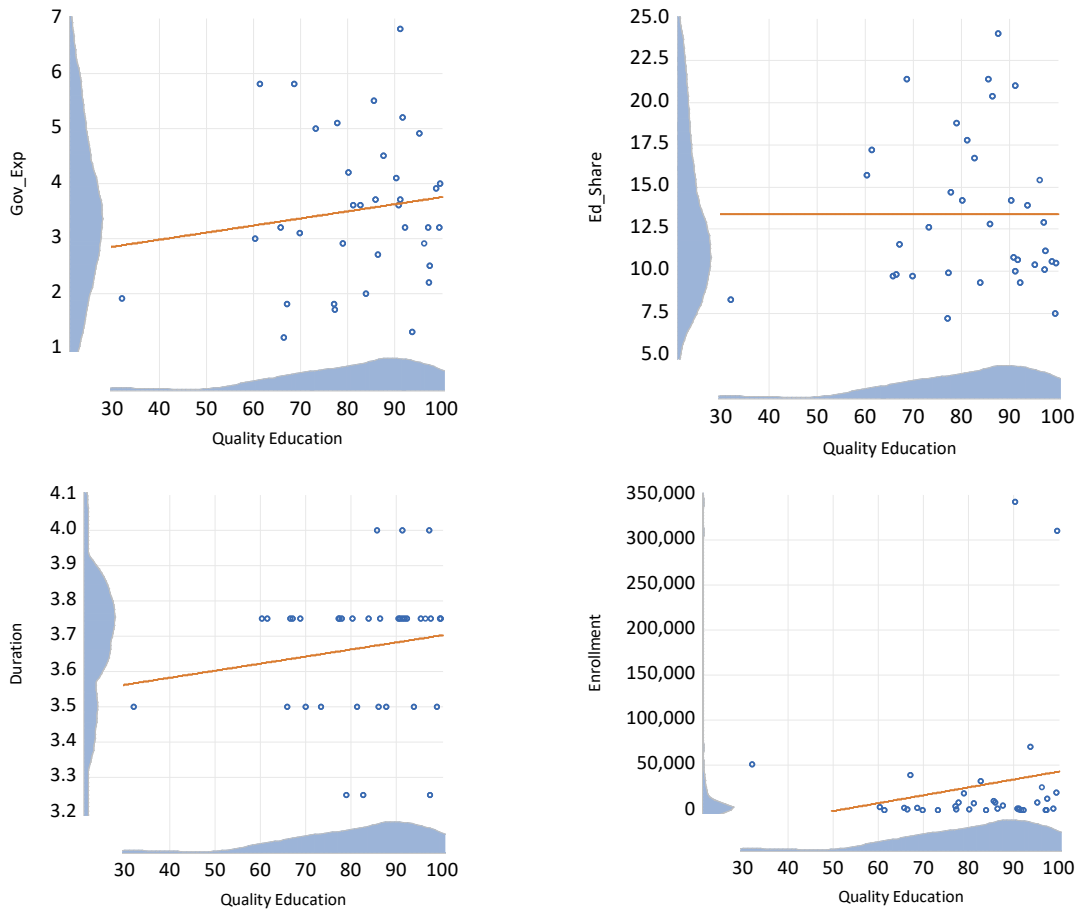 7
6
5
4
3
2
1
Gov_Exp
30 40 50 60 70 80 90 100
Quality Education
25.0
22.5
20.0
17.5
15.0
12.5
10.0
7.5
5.0
Ed_Share
30 40 50 60 70 80 90 100
Quality Education
4.1
4.0
3.9
3.8
3.7
3.6
3.5
3.4
3.3
3.2
Duration
30 40 50 60 70 80 90 100
Quality Education
350,000
300,000
250,000
200,000
150,000
100,000
50,000
0
Enrollment
30 40 50 60 70 80 90 100
Quality Education